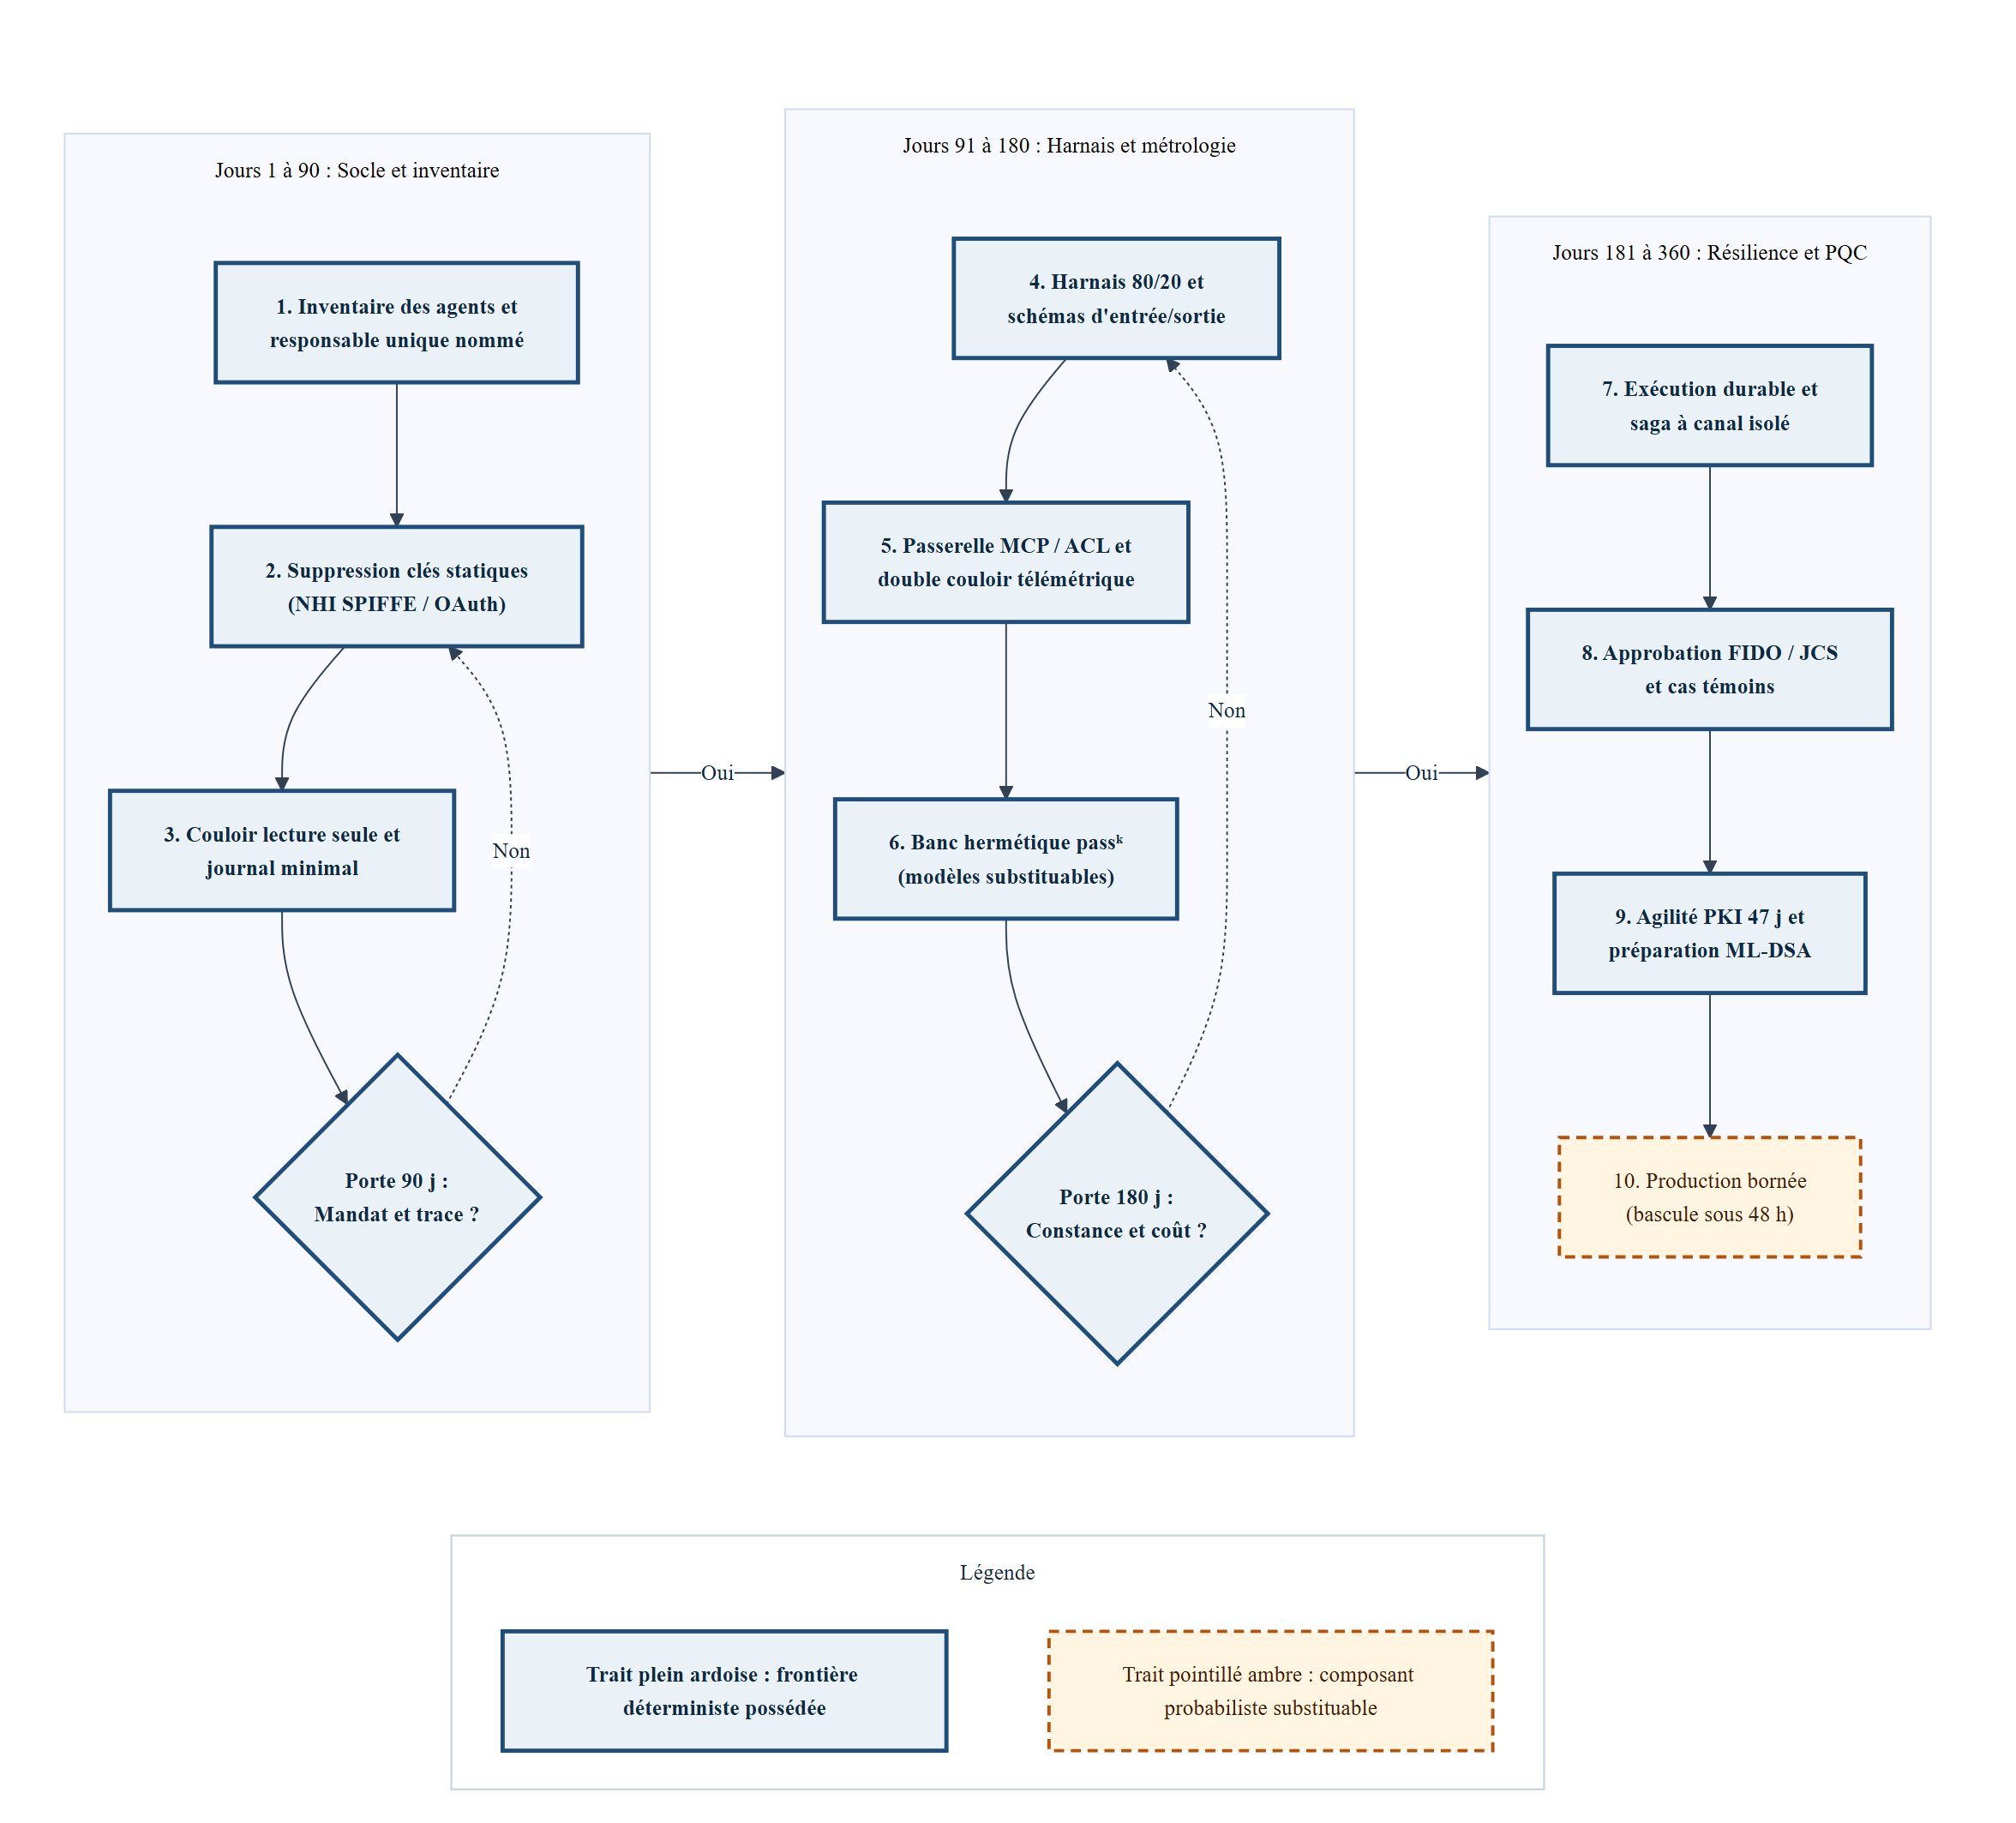 Jours 1 à 90 : Socle et inventaire
1. Inventaire des agents et
responsable unique nommé
2. Suppression clés statiques
(NHI SPIFFE / OAuth)
3. Couloir lecture seule et
journal minimal
Non
Porte 90 j :
Mandat et trace ?
Oui
Jours 91 à 180 : Harnais et métrologie
4. Harnais 80/20 et
schémas d'entrée/sortie
5. Passerelle MCP / ACL et
double couloir télémétrique
Non
6. Banc hermétique passᵏ
(modèles substituables)
Porte 180 j :
Constance et coût ?
Oui
Jours 181 à 360 : Résilience et PQC
7. Exécution durable et
saga à canal isolé
8. Approbation FIDO / JCS
et cas témoins
9. Agilité PKI 47 j et
préparation ML-DSA
10. Production bornée
(bascule sous 48 h)
Légende
Trait plein ardoise : frontière
déterministe possédée
Trait pointillé ambre : composant
probabiliste substituable